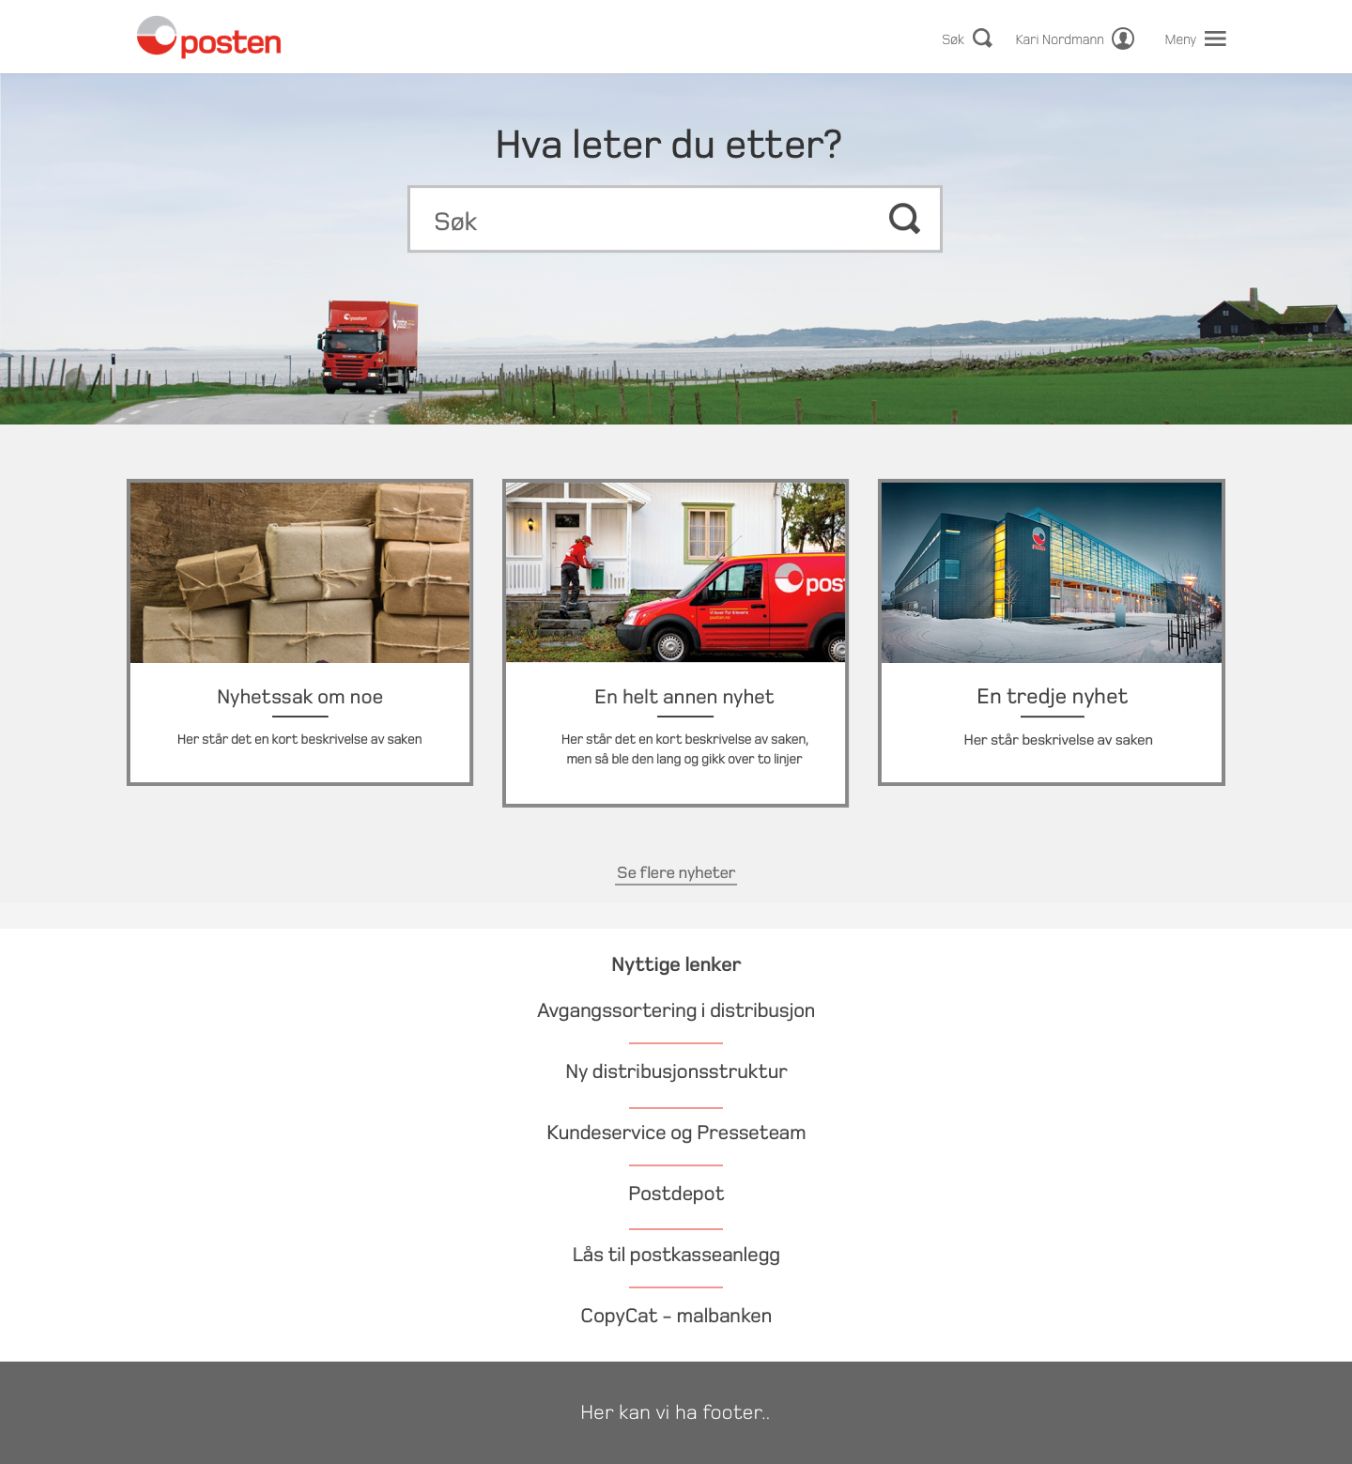 posten
Søk
Kari Nordmann
Meny
Hva leter du etter?
Søk
posten
Nyhetssak om noe
Her står det en kort beskrivelse av saken
pos
En helt annen nyhet
Her står det en kort beskrivelse av saken,
men så ble den lang og gikk over to linjer
En tredje nyhet
Her står beskrivelse av saken
Se flere nyheter
Nyttige lenker
Avgangssortering i distribusjon
Ny distribusjonsstruktur
Kundeservice og Presseteam
Postdepot
Lås til postkasseanlegg
CopyCat - malbanken
Her kan vi ha footer..